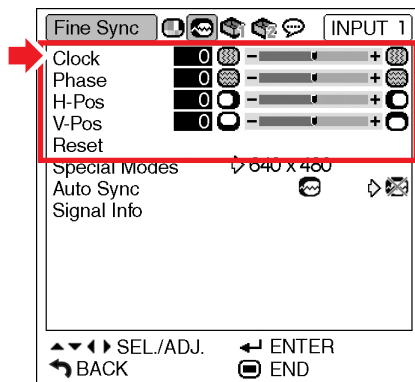 Fine Sync INPUT 1
Clock 0 - +
Phase 0 - +
H-Pos 0 - +
V-Pos 0 - +
Reset
Special Modes 640 x 480
Auto Sync
Signal Info
SEL./ADJ. ENTER
BACK END